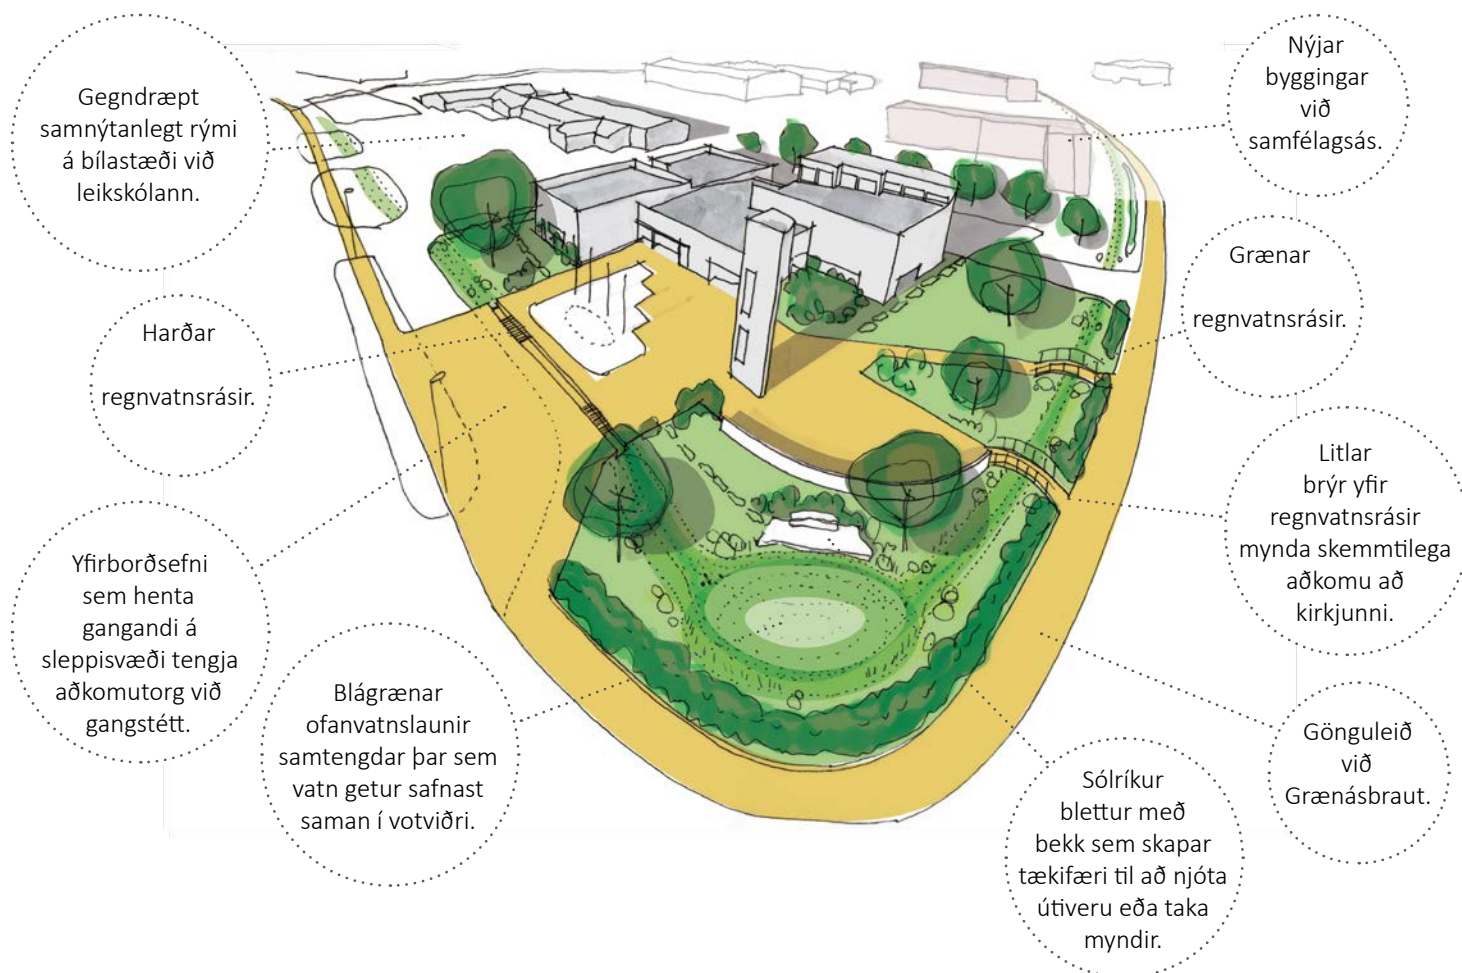 Gegndræpt
samnýtanlegt rými
á bílastæði við
leikskólann.
Harðar
regnvatnsrásir.
Yfirborðsefni
sem henta
gangandi á
sleppisvæði tengja
aðkomutorg við
gangstétt.
Blágrænar
ofanvatnslaunir
samtengdar þar sem
vatn getur safnast
saman í votviðri.
Nýjar
byggingar
við
samfélagsás.
Grænar
regnvatnsrásir.
Litlar
brýr yfir
regnvatnsrásir
mynda skemmtilega
aðkomu að
kirkjunni.
Gönguleið
við
Grænásbraut.
Sólríkur
blettur með
bekk sem skapar
tækifæri til að njóta
útiveru eða taka
myndir.